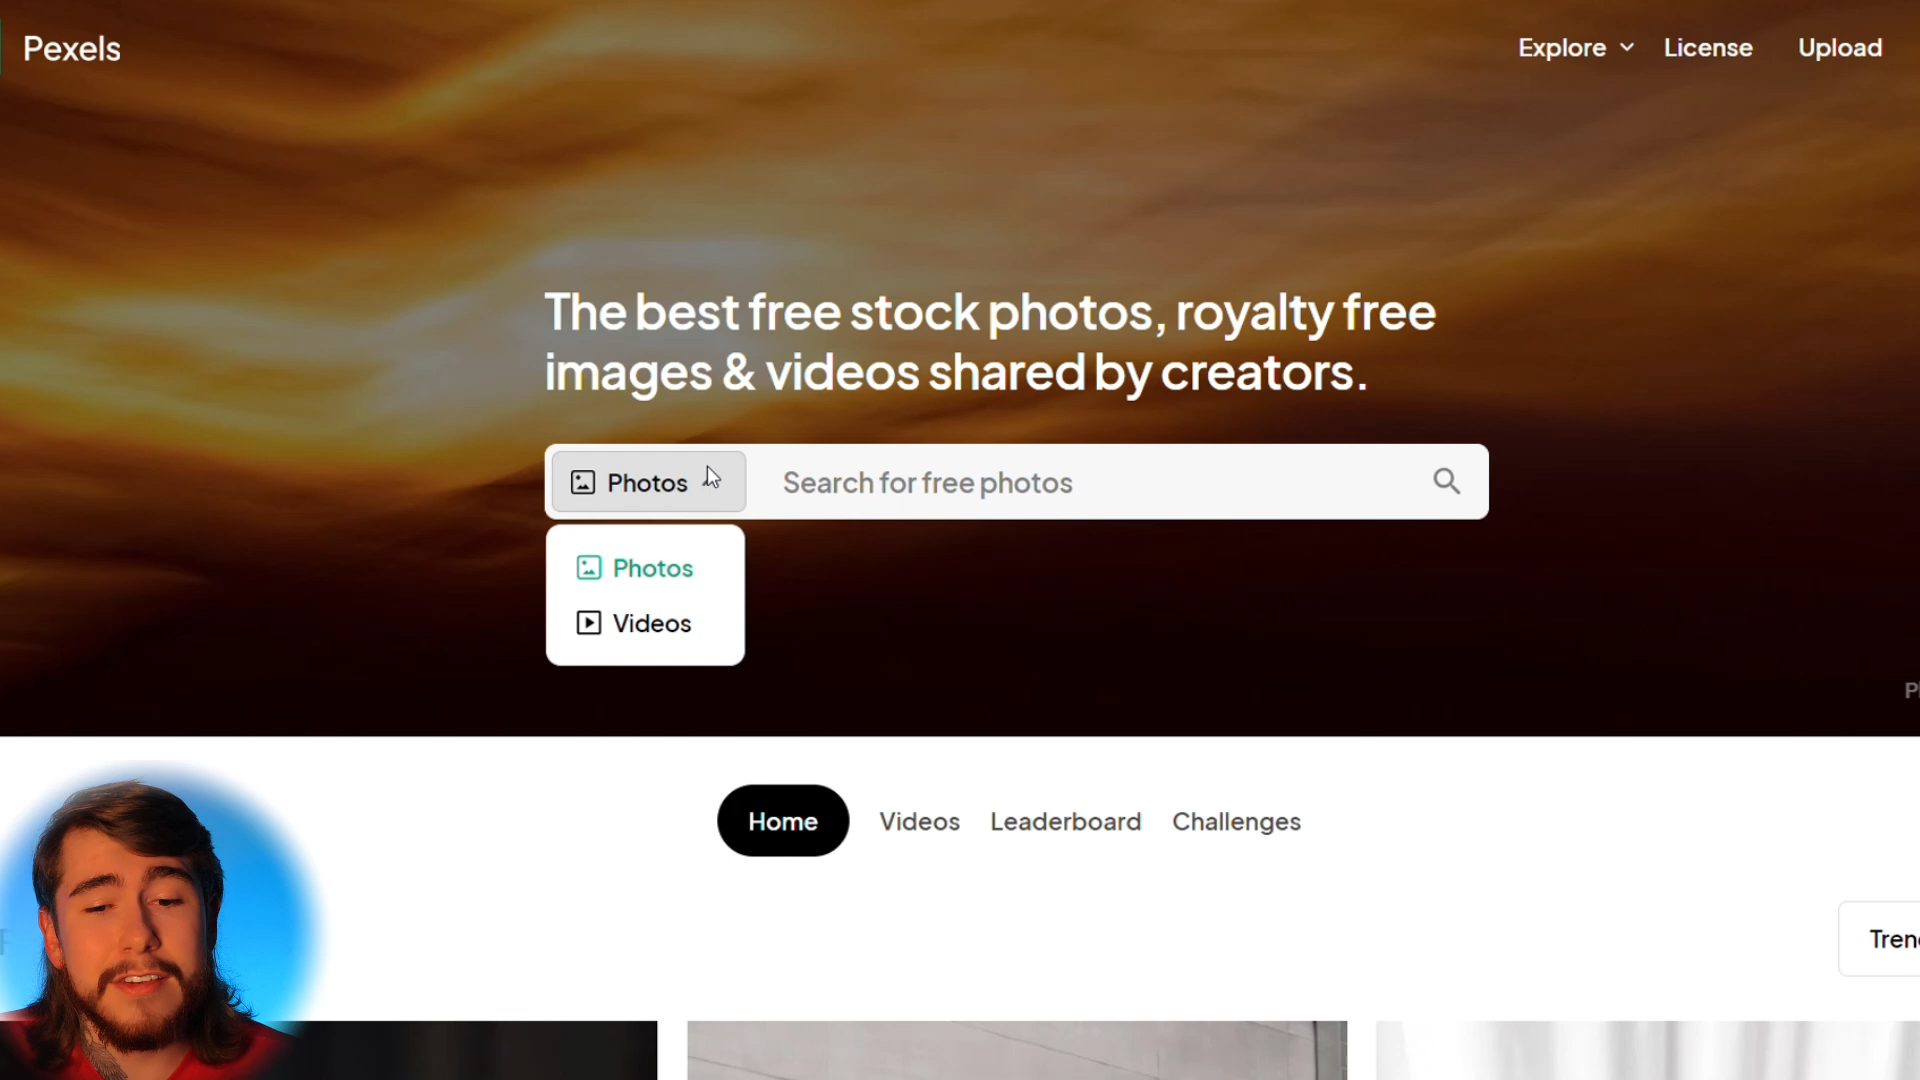 Pexels
Explore
License
Upload
The best free stock photos, royalty free
images & videos shared by creators.
Photos
Search for free photos
Photos
Videos
Home
Videos
Leaderboard
Challenges